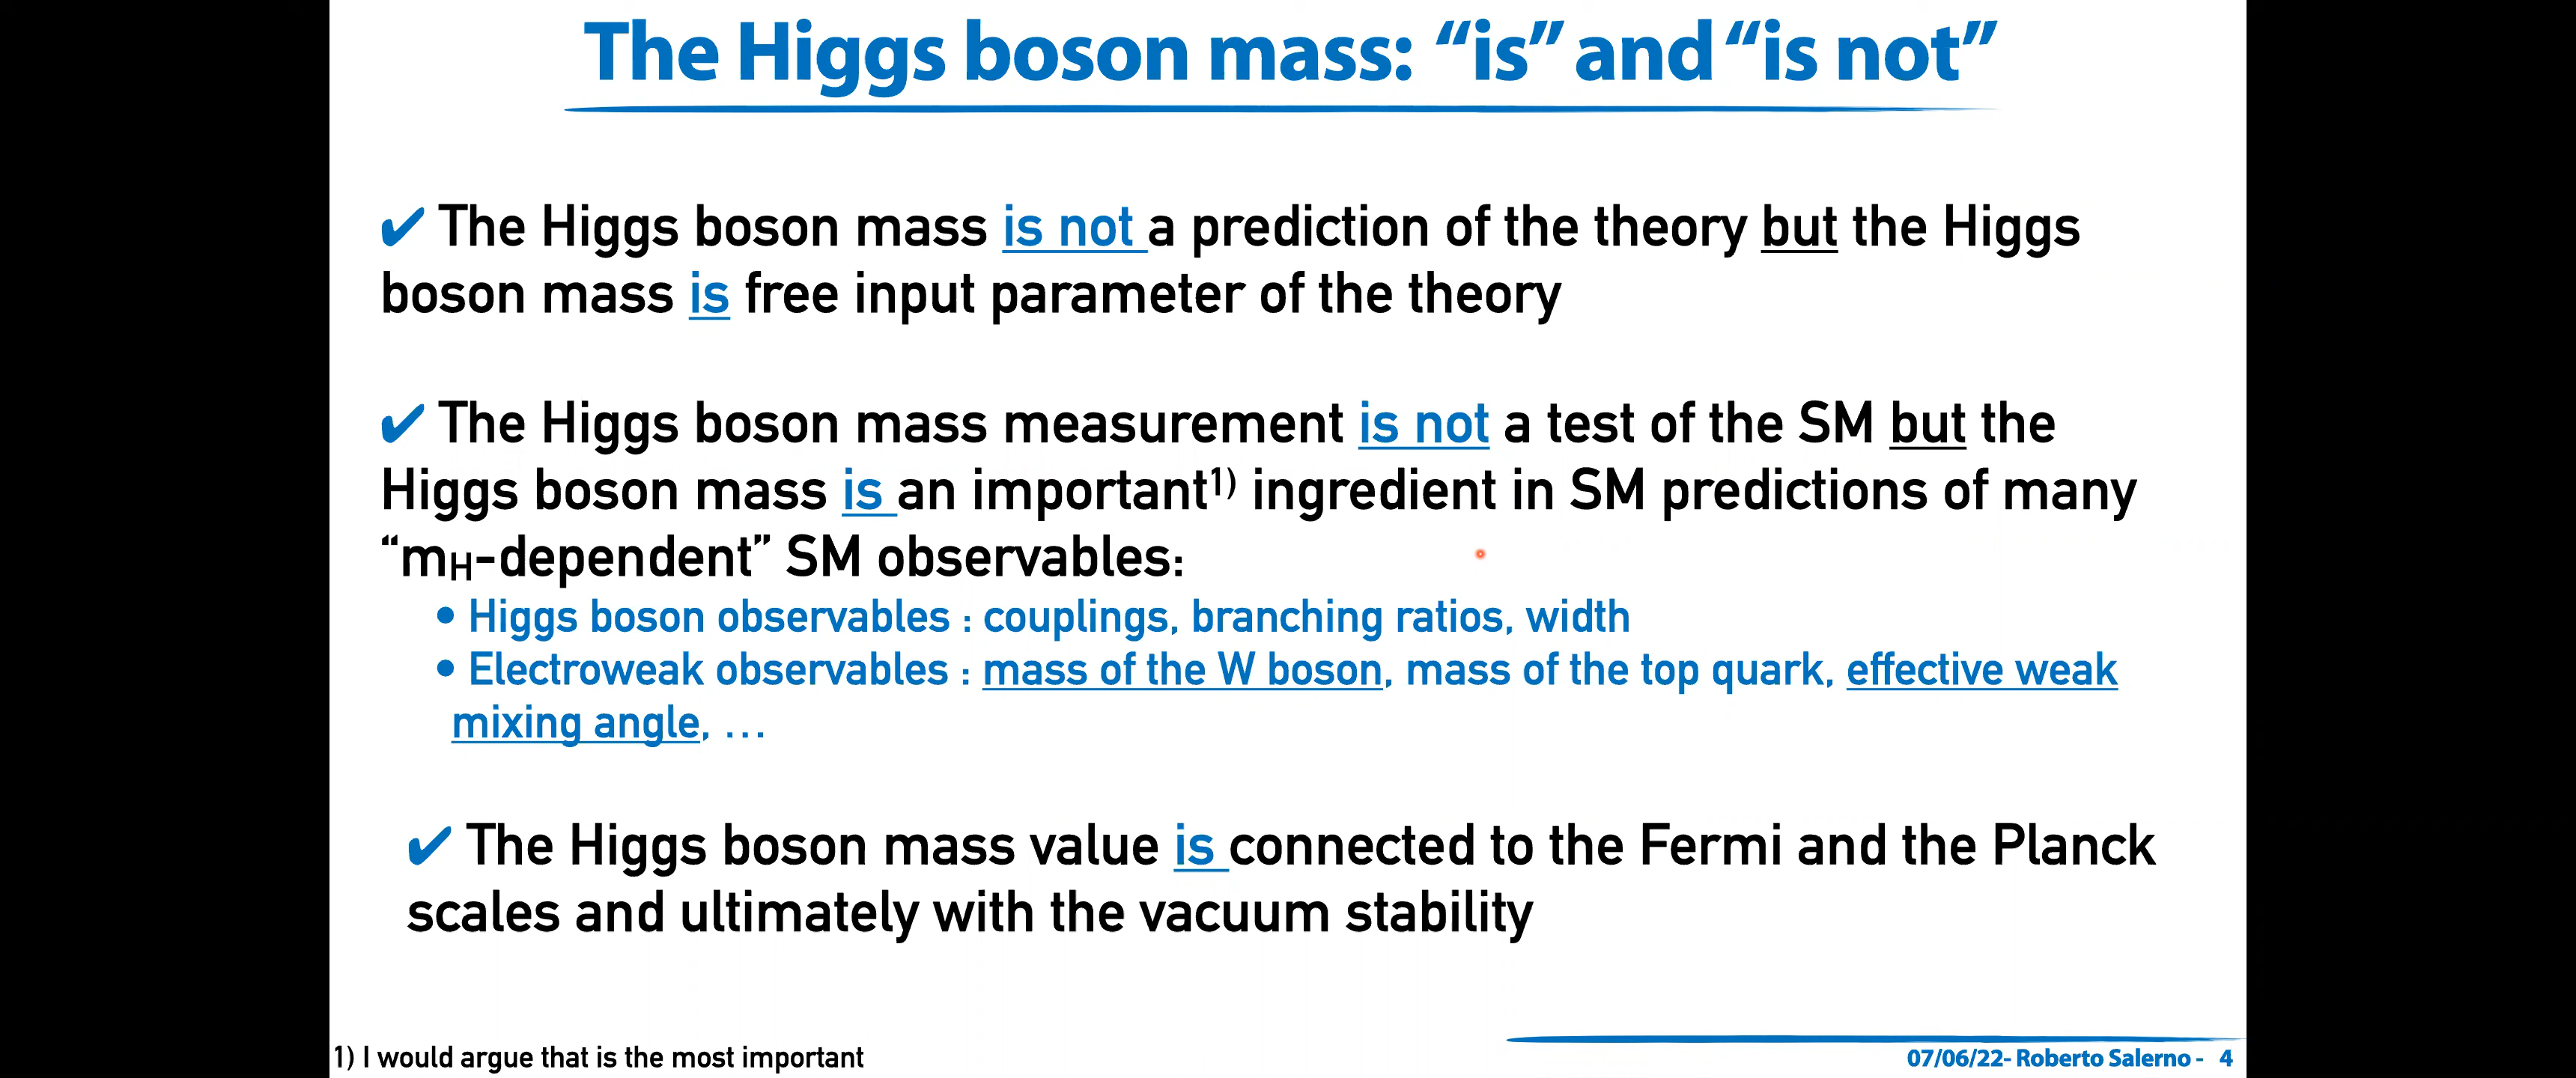 The Higgs boson mass: “is” and “is not”
✔ The Higgs boson mass is not a prediction of the theory but the Higgs
boson mass is free input parameter of the theory
✔ The Higgs boson mass measurement is not a test of the SM but the
Higgs boson mass is an important1) ingredient in SM predictions of many
“mH-dependent” SM observables:
• Higgs boson observables : couplings, branching ratios, width
• Electroweak observables : mass of the W boson, mass of the top quark, effective weak
mixing angle, …
✔ The Higgs boson mass value is connected to the Fermi and the Planck
scales and ultimately with the vacuum stability
1) I would argue that is the most important
07/06/22- Roberto Salerno - 4